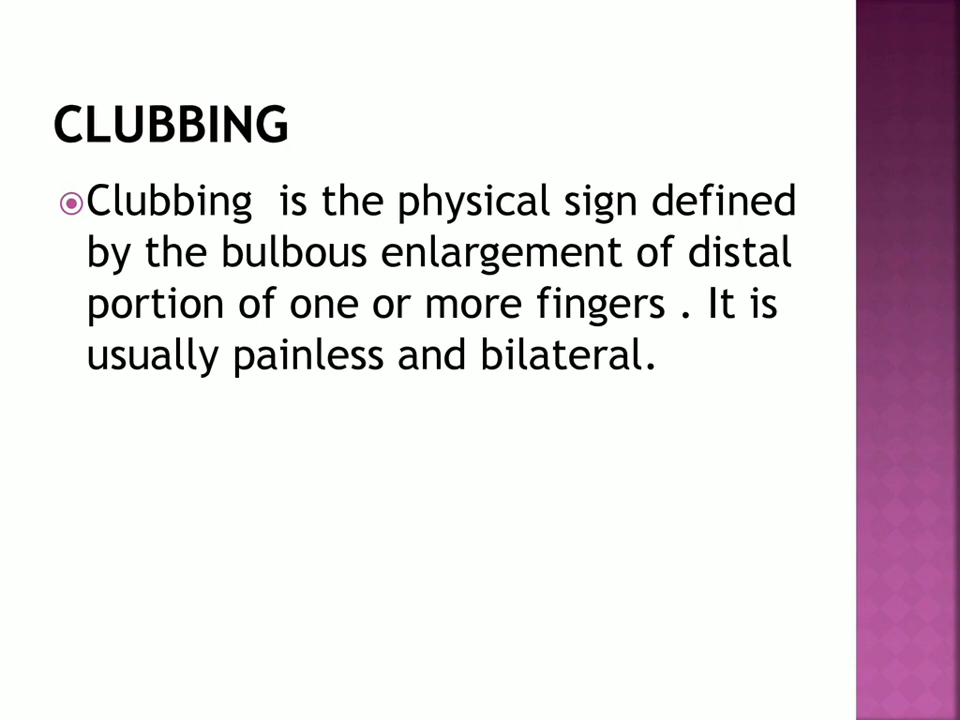 CLUBBING
Clubbing  is the physical sign defined
by the bulbous enlargement of distal
portion of one or more fingers . It is
usually painless and bilateral.